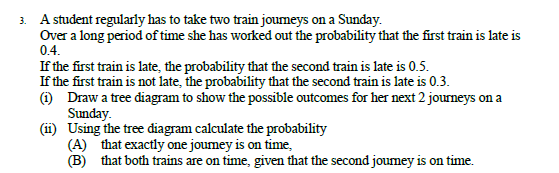 3. A student regularly has to take two train journeys on a Sunday.
Over a long period of time she has worked out the probability that the first train is late is
0.4.
If the first train is late, the probability that the second train is late is 0.5.
If the first train is not late, the probability that the second train is late is 0.3.
(i) Draw a tree diagram to show the possible outcomes for her next 2 journeys on a
Sunday.
(ii) Using the tree diagram calculate the probability
(A) that exactly one journey is on time,
(B) that both trains are on time, given that the second journey is on time.